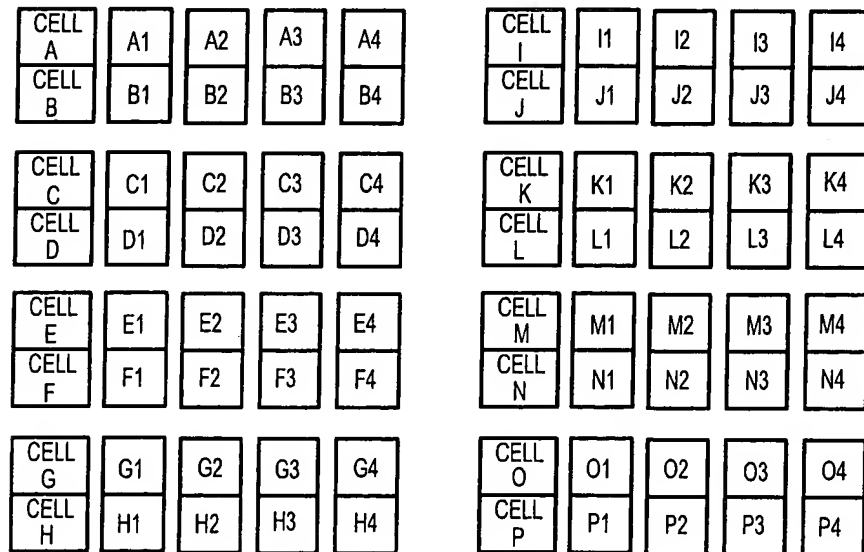 CELL A A1 A2 A3 A4
CELL B B1 B2 B3 B4
CELL C C1 C2 C3 C4
CELL D D1 D2 D3 D4
CELL E E1 E2 E3 E4
CELL F F1 F2 F3 F4
CELL G G1 G2 G3 G4
CELL H H1 H2 H3 H4
CELL I I1 I2 I3 I4
CELL J J1 J2 J3 J4
CELL K K1 K2 K3 K4
CELL L L1 L2 L3 L4
CELL M M1 M2 M3 M4
CELL N N1 N2 N3 N4
CELL O O1 O2 O3 O4
CELL P P1 P2 P3 P4